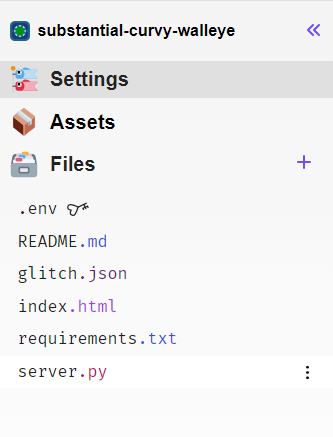 substantial-curvy-walleye
Settings
Assets
Files
.env
README.md
glitch.json
index.html
requirements.txt
server.py